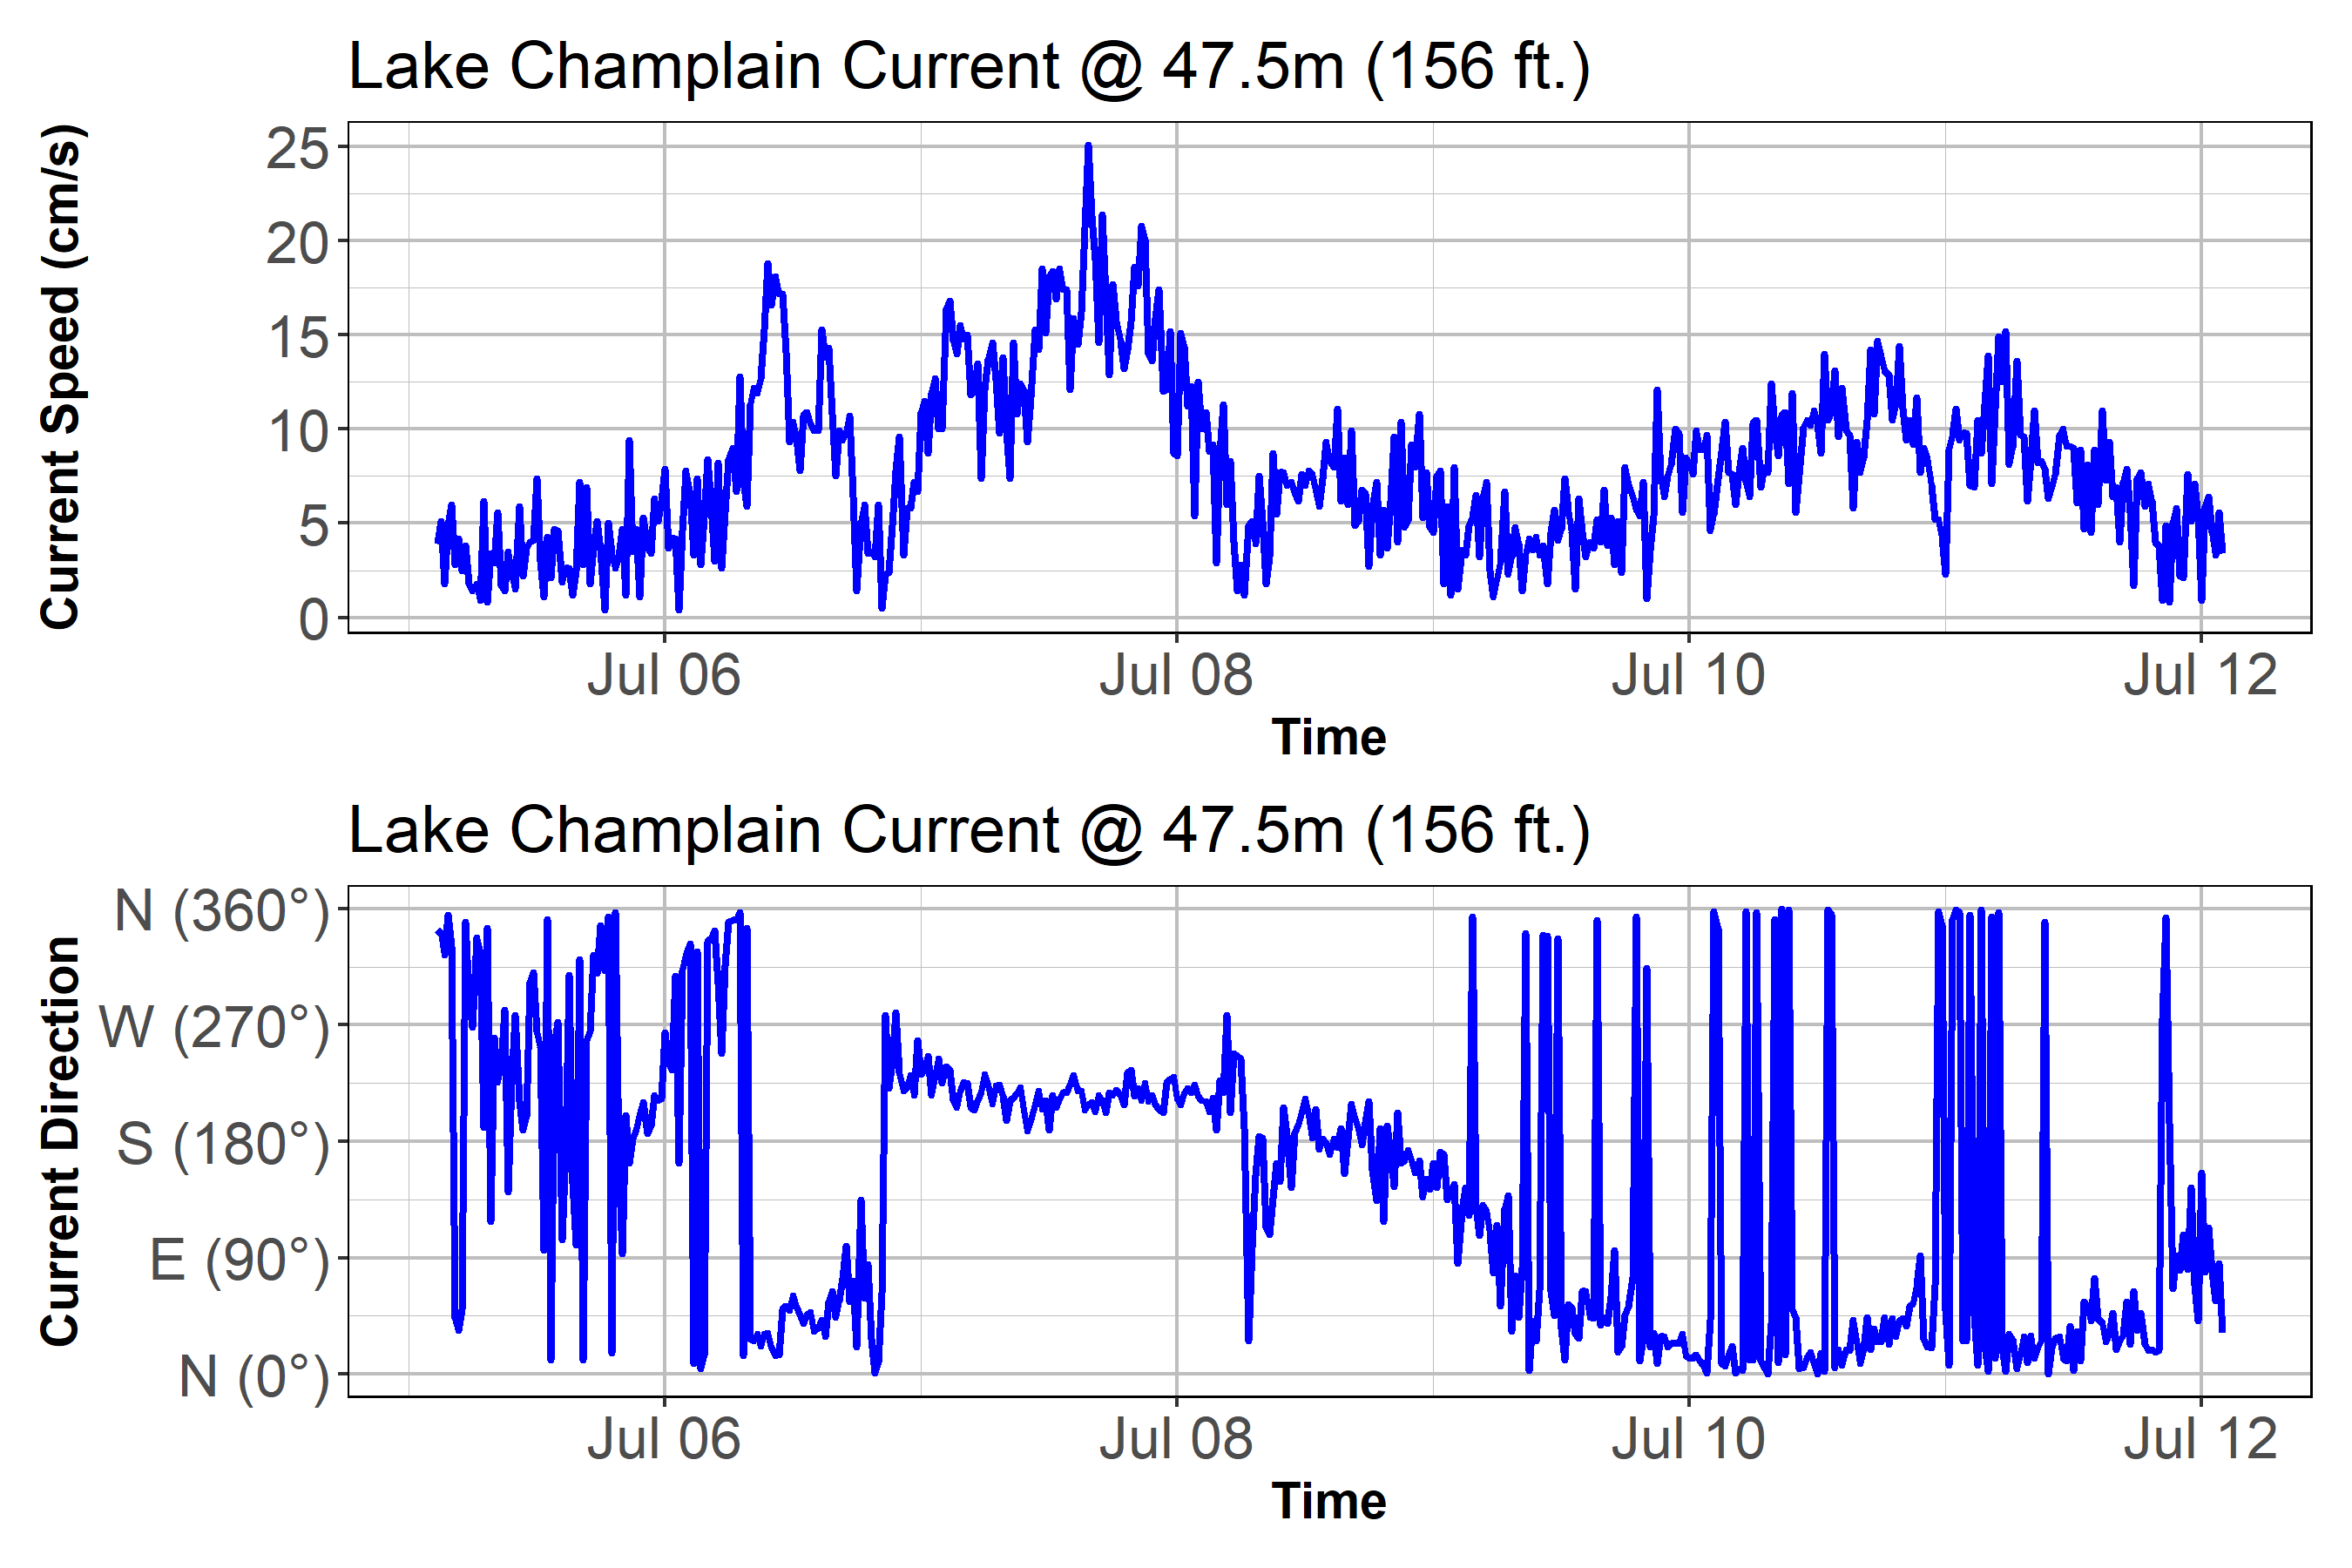 Lake Champlain Current @ 47.5m (156 ft.)
Current Speed (cm/s)
25
20
15
10
5
0
Jul 06 Jul 08 Jul 10 Jul 12
Time
Lake Champlain Current @ 47.5m (156 ft.)
Current Direction
N (360°)
W (270°)
S (180°)
E (90°)
N (0°)
Jul 06 Jul 08 Jul 10 Jul 12
Time